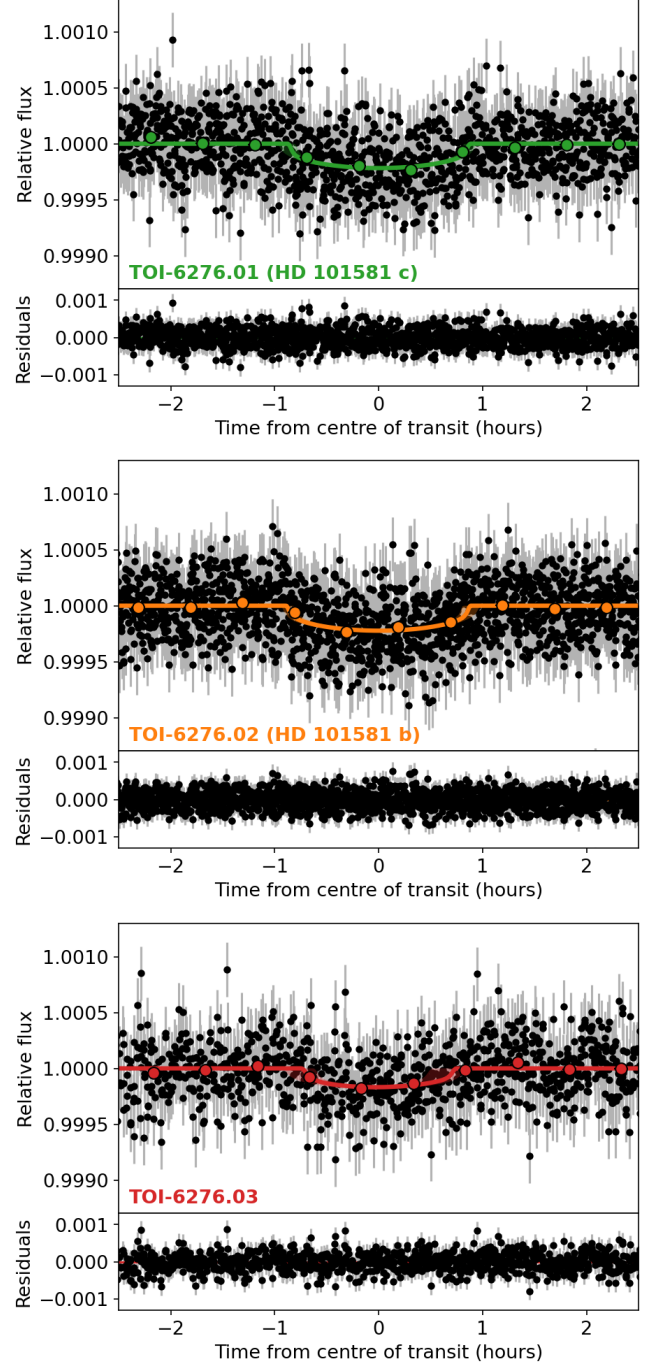 1.0010
1.0005
1.0000
0.9995
0.9990
Relative flux
TOI-6276.01 (HD 101581 c)
0.001
0.000
−0.001
Residuals
−2 −1 0 1 2
Time from centre of transit (hours)
1.0010
1.0005
1.0000
0.9995
0.9990
Relative flux
TOI-6276.02 (HD 101581 b)
0.001
0.000
−0.001
Residuals
−2 −1 0 1 2
Time from centre of transit (hours)
1.0010
1.0005
1.0000
0.9995
0.9990
Relative flux
TOI-6276.03
0.001
0.000
−0.001
Residuals
−2 −1 0 1 2
Time from centre of transit (hours)